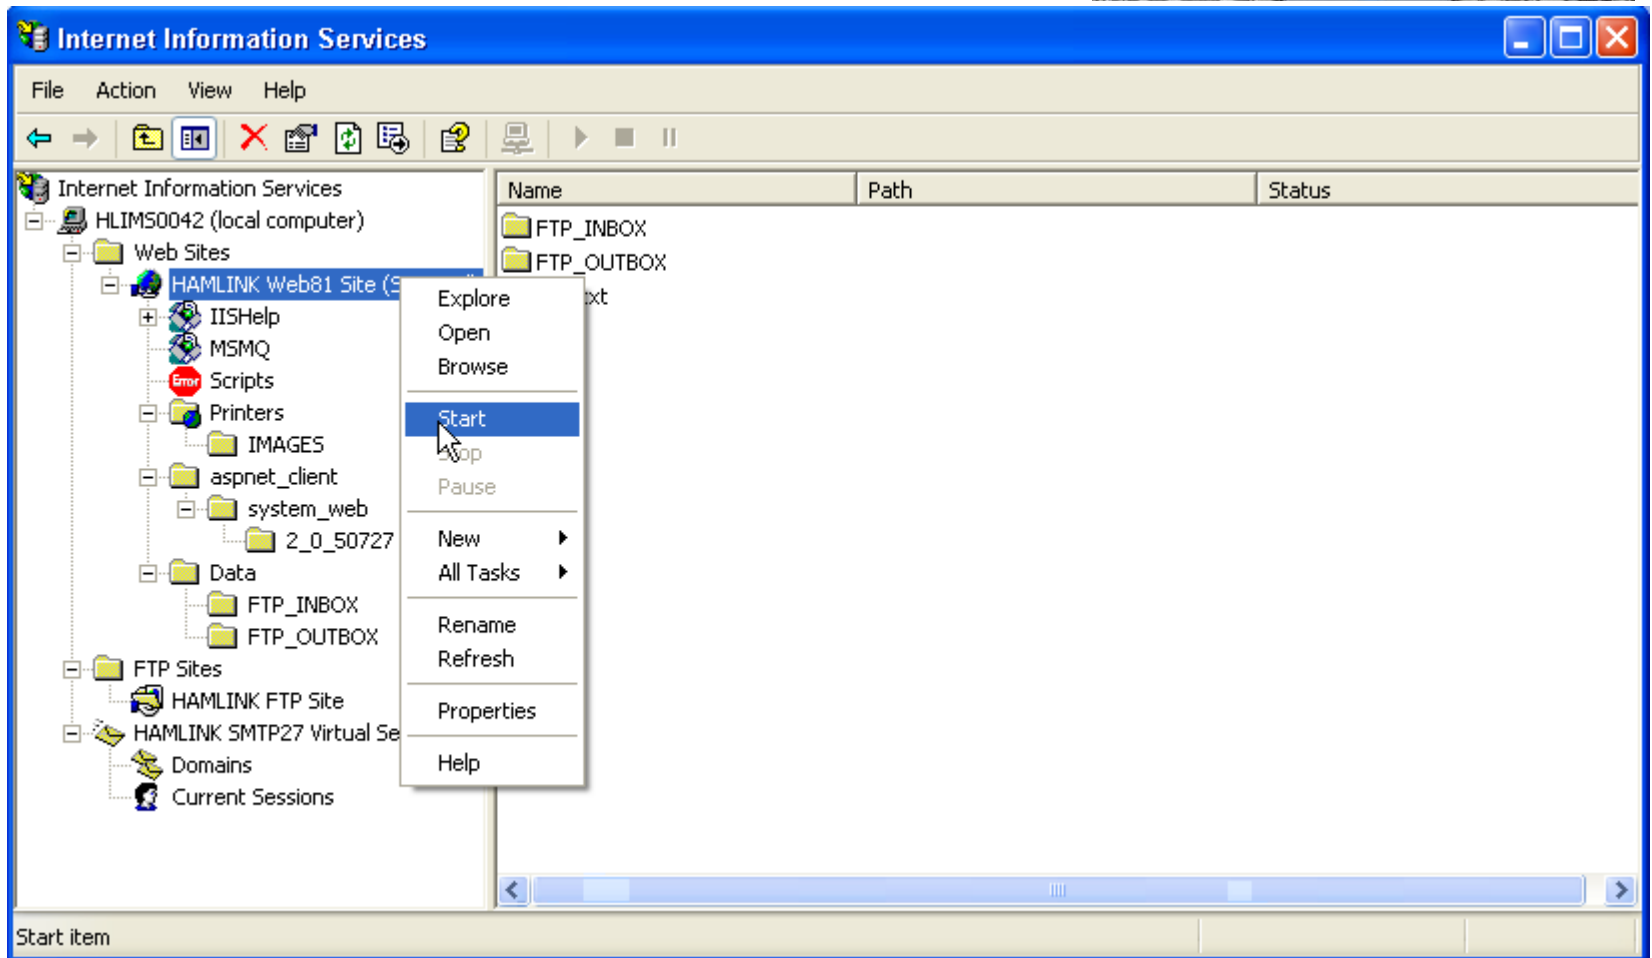 Internet Information Services
File Action View Help
Internet Information Services
HLIMS0042 (local computer)
Web Sites
HAMLINK Web81 Site (S
IISHelp
MSMQ
Error Scripts
Printers
IMAGES
aspnet_client
system_web
2_0_50727
Data
FTP_INBOX
FTP_OUTBOX
FTP Sites
HAMLINK FTP Site
HAMLINK SMTP27 Virtual Se
Domains
Current Sessions
Name Path Status
FTP_INBOX
FTP_OUTBOX
xt
Explore
Open
Browse
Start
Stop
Pause
New
All Tasks
Rename
Refresh
Properties
Help
Start item